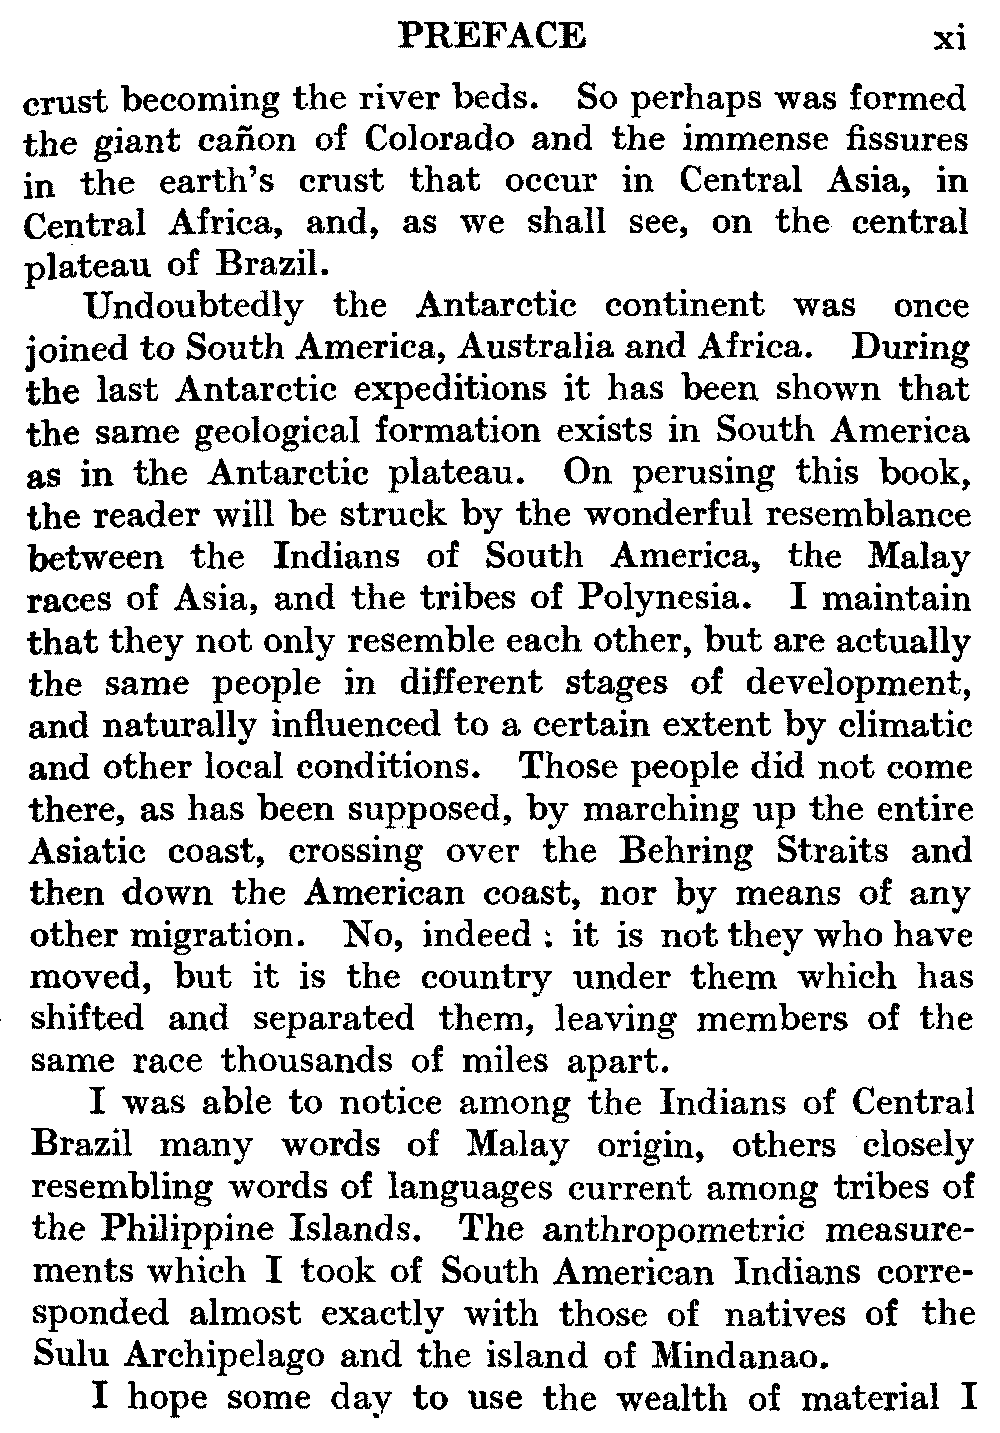 PREFACE xi
crust becoming the river beds. So perhaps was formed
the giant cañon of Colorado and the immense fissures
in the earth's crust that occur in Central Asia, in
Central Africa, and, as we shall see, on the central
plateau of Brazil.
Undoubtedly the Antarctic continent was once
joined to South America, Australia and Africa. During
the last Antarctic expeditions it has been shown that
the same geological formation exists in South America
as in the Antarctic plateau. On perusing this book,
the reader will be struck by the wonderful resemblance
between the Indians of South America, the Malay
races of Asia, and the tribes of Polynesia. I maintain
that they not only resemble each other, but are actually
the same people in different stages of development,
and naturally influenced to a certain extent by climatic
and other local conditions. Those people did not come
there, as has been supposed, by marching up the entire
Asiatic coast, crossing over the Behring Straits and
then down the American coast, nor by means of any
other migration. No, indeed; it is not they who have
moved, but it is the country under them which has
shifted and separated them, leaving members of the
same race thousands of miles apart.
I was able to notice among the Indians of Central
Brazil many words of Malay origin, others closely
resembling words of languages current among tribes of
the Philippine Islands. The anthropometric measure-
ments which I took of South American Indians corre-
sponded almost exactly with those of natives of the
Sulu Archipelago and the island of Mindanao.
I hope some day to use the wealth of material I